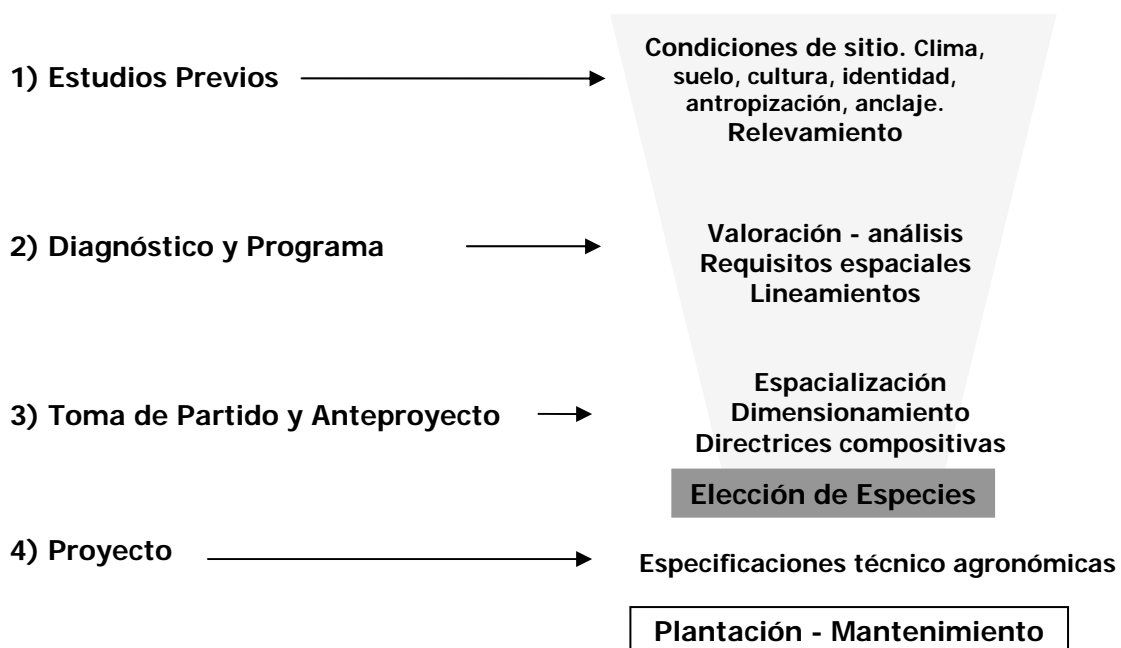 1) Estudios Previos
Condiciones de sitio. Clima,
suelo, cultura, identidad,
antropización, anclaje.
Relevamiento
2) Diagnóstico y Programa
Valoración - análisis
Requisitos espaciales
Lineamientos
3) Toma de Partido y Anteproyecto
Espacialización
Dimensionamiento
Directrices compositivas
Elección de Especies
4) Proyecto
Especificaciones técnico agronómicas
Plantación - Mantenimiento